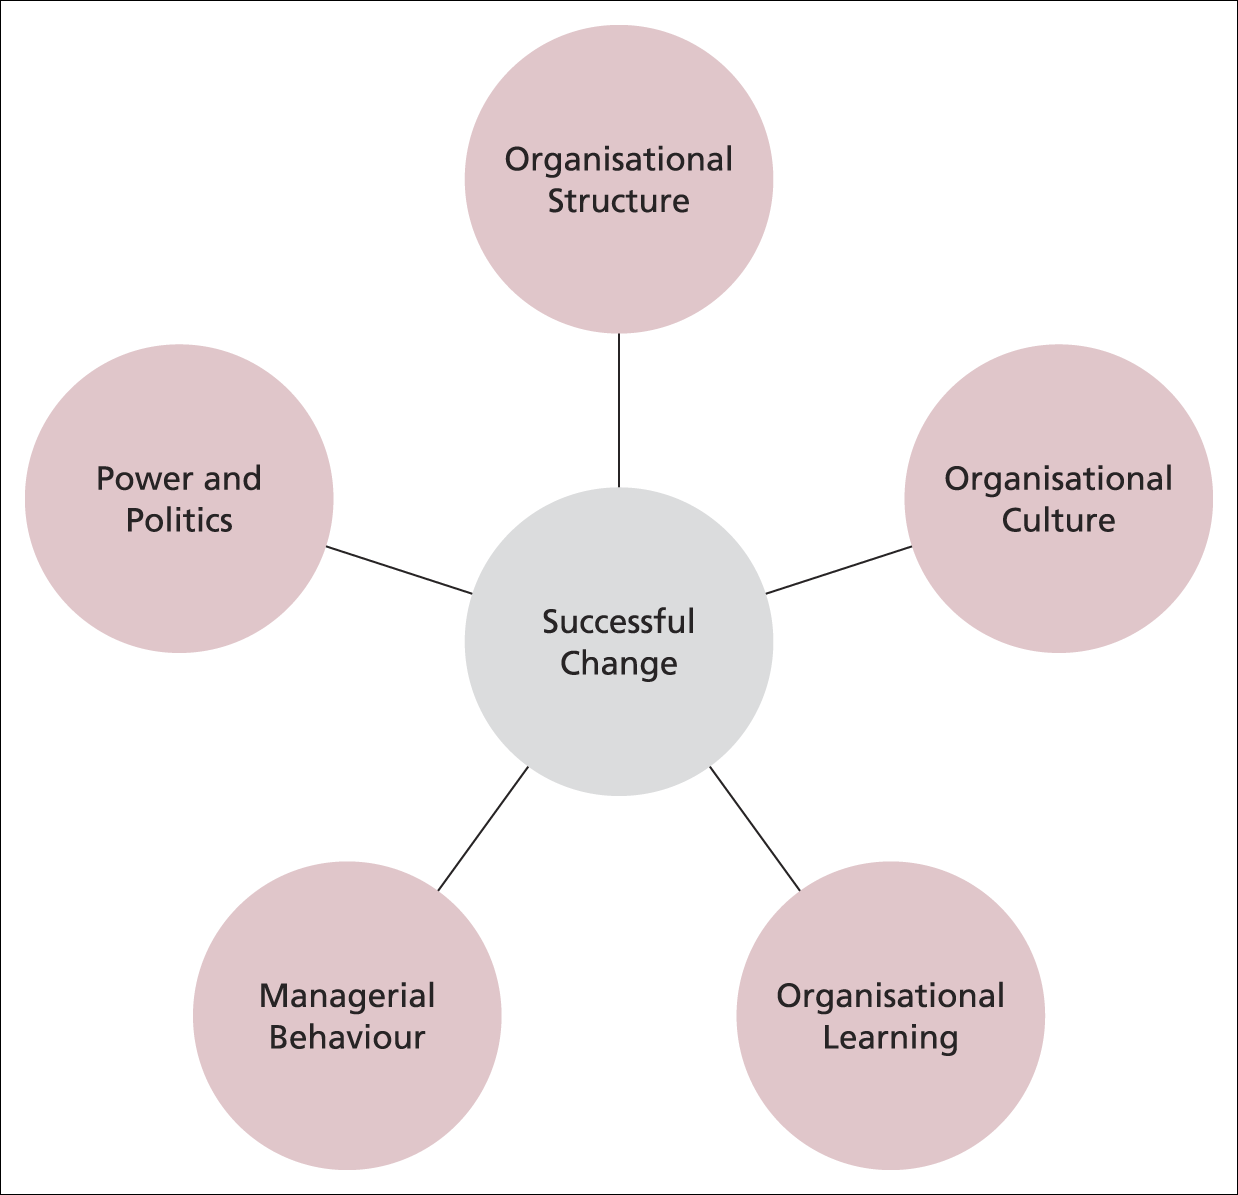 Organisational
Structure
Power and
Politics
Organisational
Culture
Successful
Change
Managerial
Behaviour
Organisational
Learning